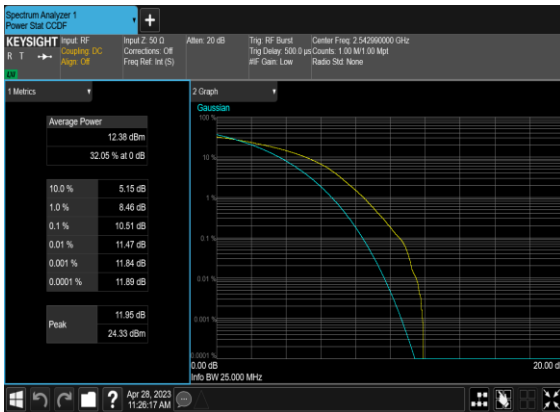 Spectrum Analyzer 1
Power Stat CCDF
KEYSIGHT
R T
LXI
Input: RF
Coupling: DC
Align: Off
Input Z: 50 Ω
Corrections: Off
Freq Ref: Int (S)
Atten: 20 dB
Trig: RF Burst
Trig Delay: 500.0 µs
#IF Gain: Low
Center Freq: 2.542990000 GHz
Counts: 1.00 M/1.00 Mpt
Radio Std: None
1 Metrics
Average Power
12.38 dBm
32.05 % at 0 dB
10.0 % 5.15 dB
1.0 % 8.46 dB
0.1 % 10.51 dB
0.01 % 11.47 dB
0.001 % 11.84 dB
0.0001 % 11.89 dB
Peak
11.95 dB
24.33 dBm
2 Graph
Gaussian
100 %
10 %
1 %
0.1 %
0.01 %
0.001 %
0.0001 %
0.00 dB
20.00 d
Info BW 25.000 MHz
?
Apr 28, 2023
11:26:17 AM